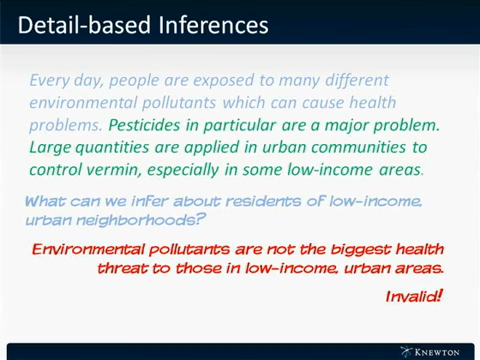 Detail-based Inferences
Every day, people are exposed to many different
environmental pollutants which can cause health
problems. Pesticides in particular are a major problem.
Large quantities are applied in urban communities to
control vermin, especially in some low-income areas.
What can we infer about residents of low-income,
urban neighborhoods?
Environmental pollutants are not the biggest health
threat to those in low-income, urban areas.
Invalid!
KNEWTON